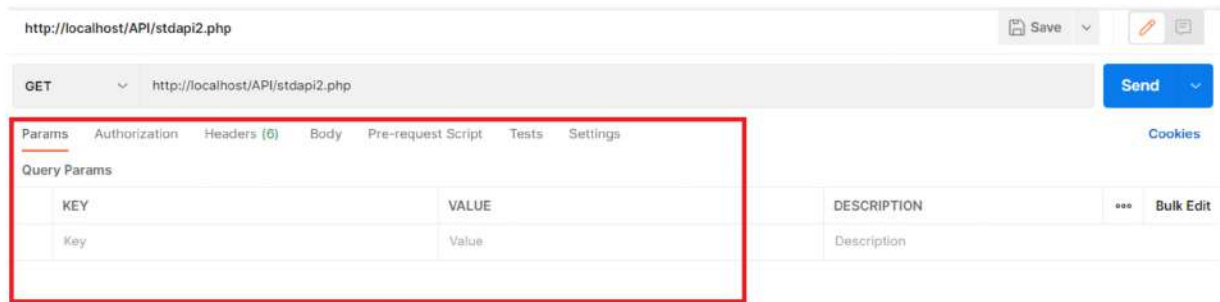 http://localhost/API/stdapi2.php Save
GET http://localhost/API/stdapi2.php Send
Params Authorization Headers (6) Body Pre-request Script Tests Settings Cookies
Query Params
KEY VALUE DESCRIPTION ooo Bulk Edit
Key Value Description